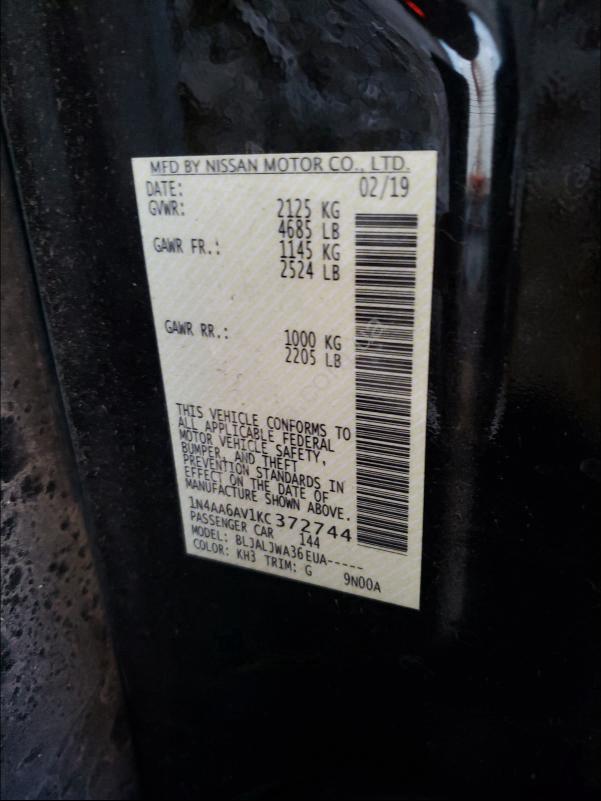 MFD BY NISSAN MOTOR CO., LTD.
DATE: 02/19
GVWR: 2125 KG
4685 LB
GAWR FR.: 1145 KG
2524 LB
GAWR RR.: 1000 KG
2205 LB
THIS VEHICLE CONFORMS TO
ALL APPLICABLE FEDERAL
MOTOR VEHICLE SAFETY,
BUMPER, AND THEFT
PREVENTION STANDARDS IN
EFFECT ON THE DATE OF
MANUFACTURE SHOWN ABOVE.
1N4AA6AV1KC372744
PASSENGER CAR 144
MODEL: BLJALJWA36EUA-----
COLOR: KH3 TRIM: G 9N00A